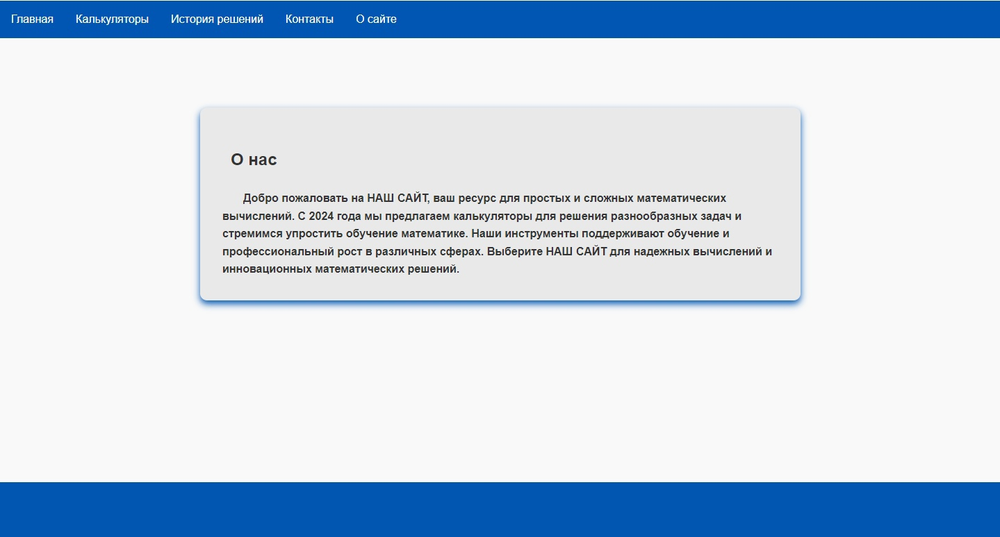 Главная Калькуляторы История решений Контакты О сайте
О нас
Добро пожаловать на НАШ САЙТ, ваш ресурс для простых и сложных математических
вычислений. С 2024 года мы предлагаем калькуляторы для решения разнообразных задач и
стремимся упростить обучение математике. Наши инструменты поддерживают обучение и
профессиональный рост в различных сферах. Выберите НАШ САЙТ для надежных вычислений и
инновационных математических решений.